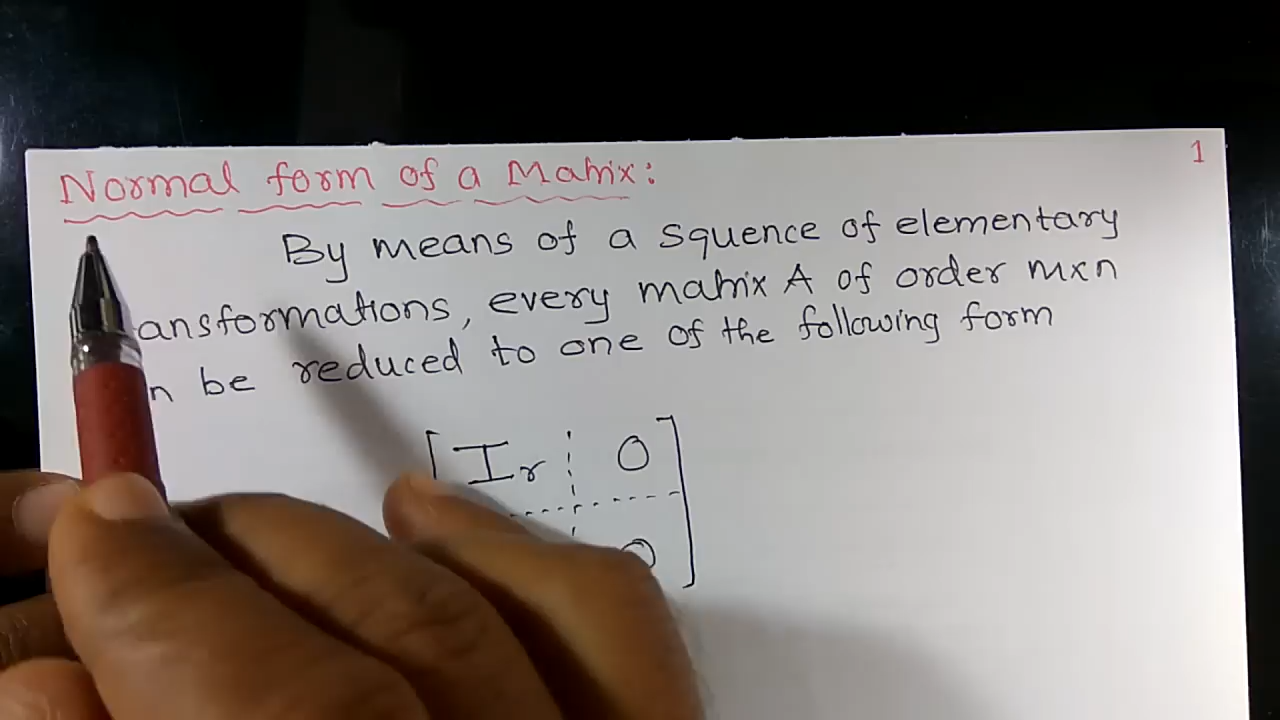 1
Normal form of a Matrix:
By means of a squence of elementary
ansformations, every matrix A of order mxn
n be reduced to one of the following form
Ir 0
0